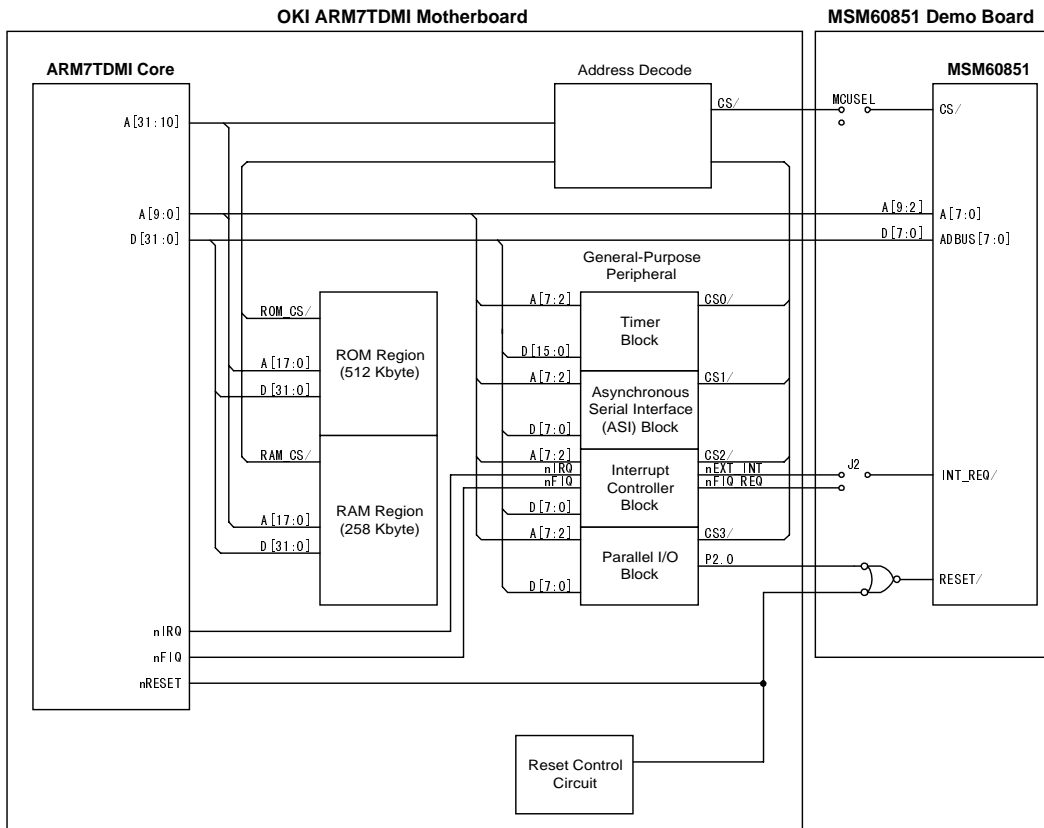 OKI ARM7TDMI Motherboard
MSM60851 Demo Board
ARM7TDMI Core
Address Decode
MSM60851
CS/
MCUSEL
CS/
A[31:10]
A[9:0]
A[9:2]
A[7:0]
D[31:0]
D[7:0]
ADBUS[7:0]
General-Purpose
Peripheral
ROM_CS/
A[17:0]
D[31:0]
ROM Region
(512 Kbyte)
RAM_CS/
A[17:0]
D[31:0]
RAM Region
(258 Kbyte)
A[7:2]
CS0/
Timer
Block
D[15:0]
A[7:2]
CS1/
Asynchronous
Serial Interface
(ASI) Block
D[7:0]
A[7:2]
CS2/
nIRQ
nEXT_INT
nFIQ
nFIQ_REQ
Interrupt
Controller
Block
D[7:0]
J2
INT_REQ/
A[7:2]
CS3/
P2.0
Parallel I/O
Block
D[7:0]
RESET/
nIRQ
nFIQ
nRESET
Reset Control
Circuit